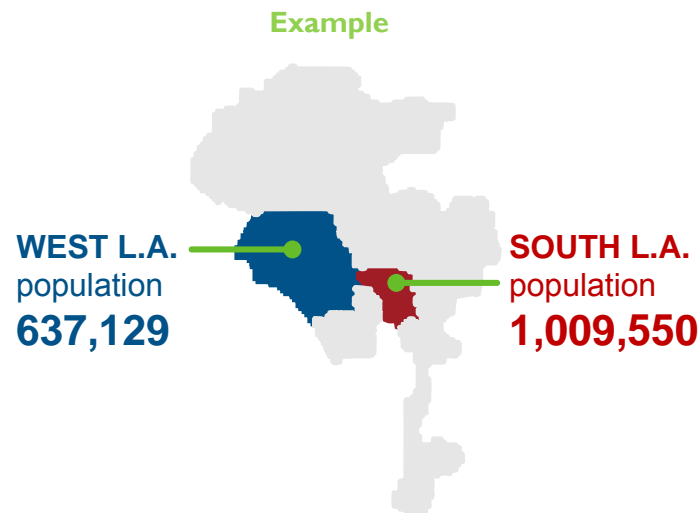 Example
WEST L.A.
population
637,129
SOUTH L.A.
population
1,009,550